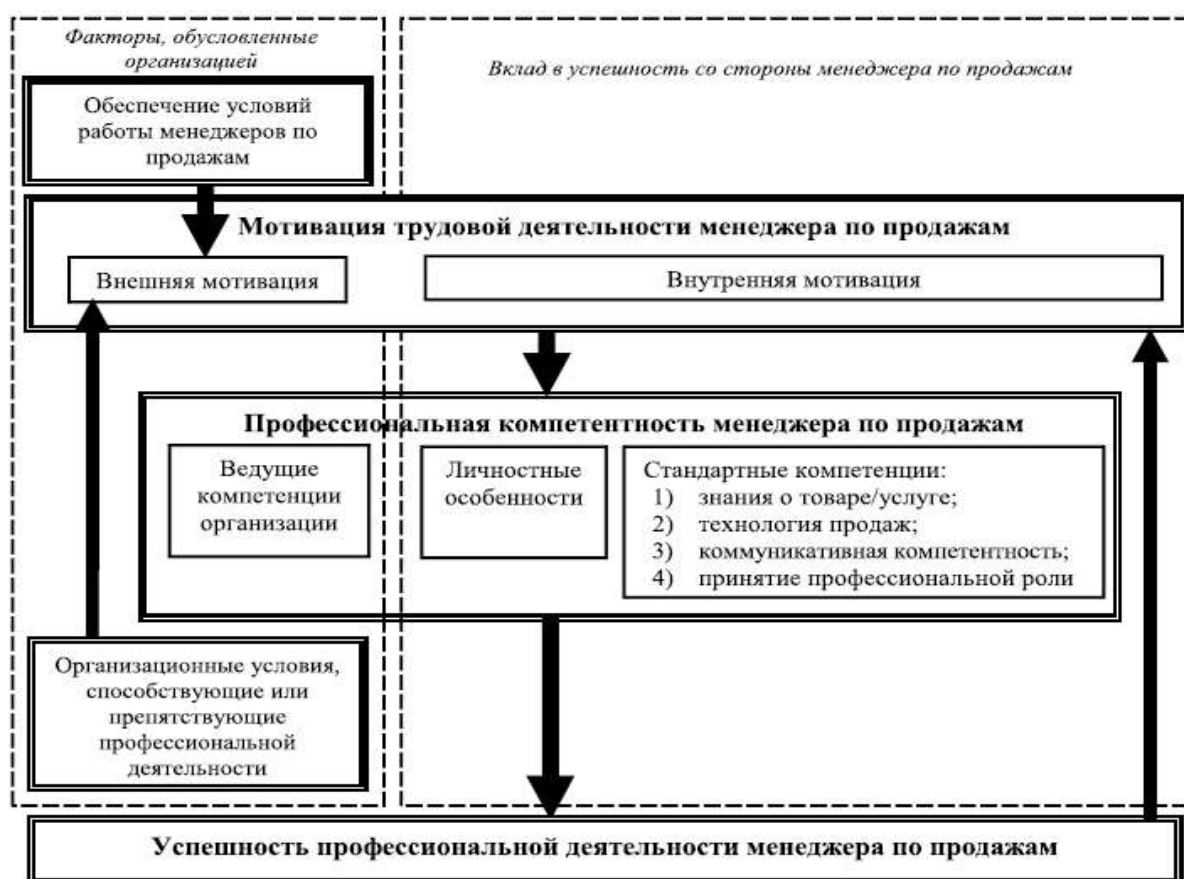 Факторы, обусловленные
организацией
Вклад в успешность со стороны менеджера по продажам
Обеспечение условий
работы менеджеров по
продажам
Мотивация трудовой деятельности менеджера по продажам
Внешняя мотивация
Внутренняя мотивация
Профессиональная компетентность менеджера по продажам
Ведущие
компетенции
организации
Личностные
особенности
Стандартные компетенции:
1) знания о товаре/услуге;
2) технология продаж;
3) коммуникативная компетентность;
4) принятие профессиональной роли
Организационные условия,
способствующие или
препятствующие
профессиональной
деятельности
Успешность профессиональной деятельности менеджера по продажам